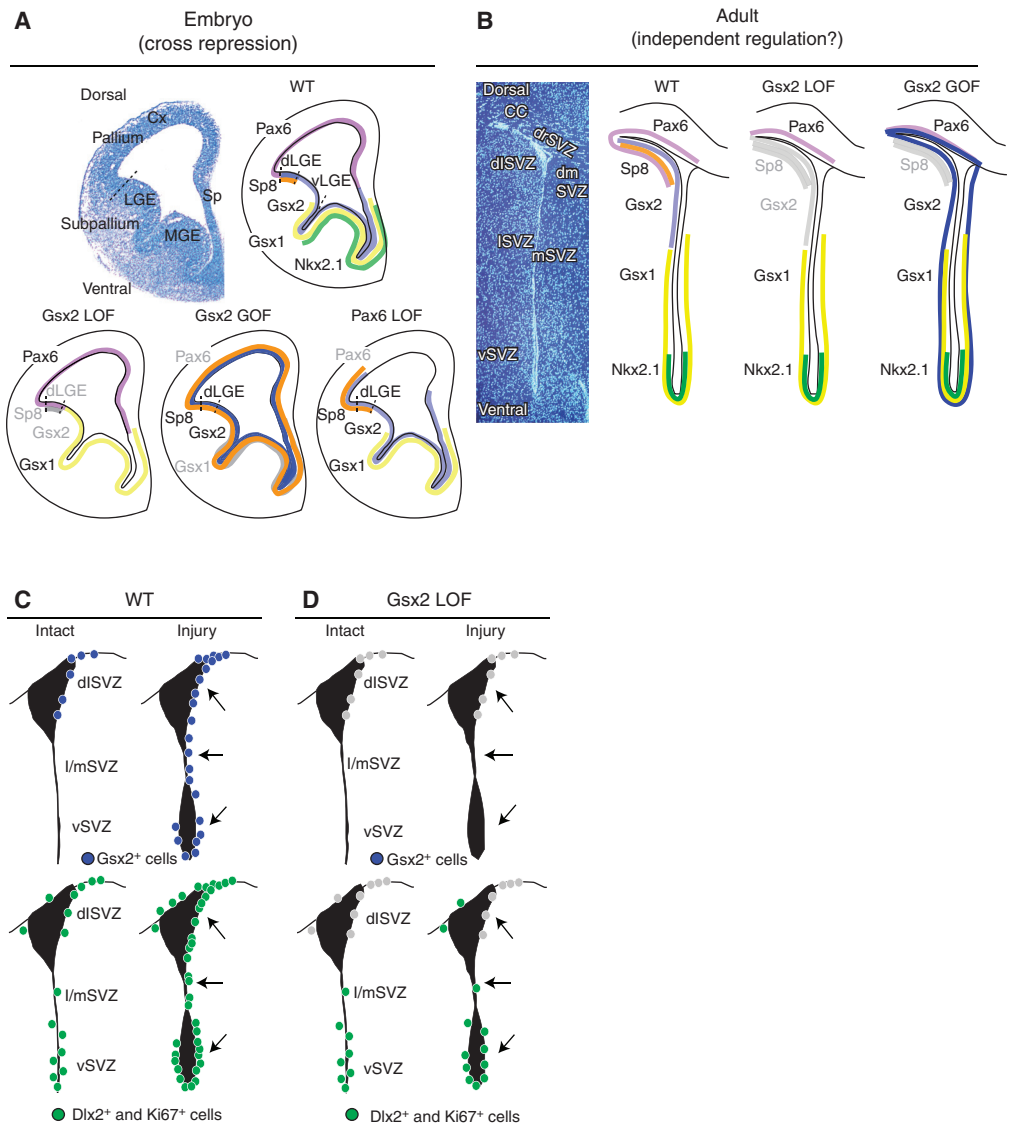 A
Embryo
(cross repression)
Dorsal
Cx
Pallium
LGE
Sp
Subpallium
MGE
Ventral
WT
Pax6
dLGE
vLGE
Sp8
Gsx2
Gsx1
Nkx2.1
Gsx2 LOF
Pax6
dLGE
Sp8
Gsx2
Gsx1
Gsx2 GOF
Pax6
dLGE
Sp8
Gsx2
Gsx1
Pax6 LOF
dLGE
Sp8
Gsx2
Gsx1
B
Adult
(independent regulation?)
Dorsal
CC
drSVZ
dlSVZ
dm
SVZ
lSVZ
mSVZ
vSVZ
Ventral
WT
Pax6
Sp8
Gsx2
Gsx1
Nkx2.1
Gsx2 LOF
Pax6
Sp8
Gsx2
Gsx1
Nkx2.1
Gsx2 GOF
Pax6
Sp8
Gsx2
Gsx1
Nkx2.1
C
WT
Intact
Injury
dlSVZ
l/mSVZ
vSVZ
Gsx2+ cells
dlSVZ
l/mSVZ
vSVZ
Dlx2+ and Ki67+ cells
D
Gsx2 LOF
Intact
Injury
dlSVZ
l/mSVZ
vSVZ
Gsx2+ cells
dlSVZ
l/mSVZ
vSVZ
Dlx2+ and Ki67+ cells